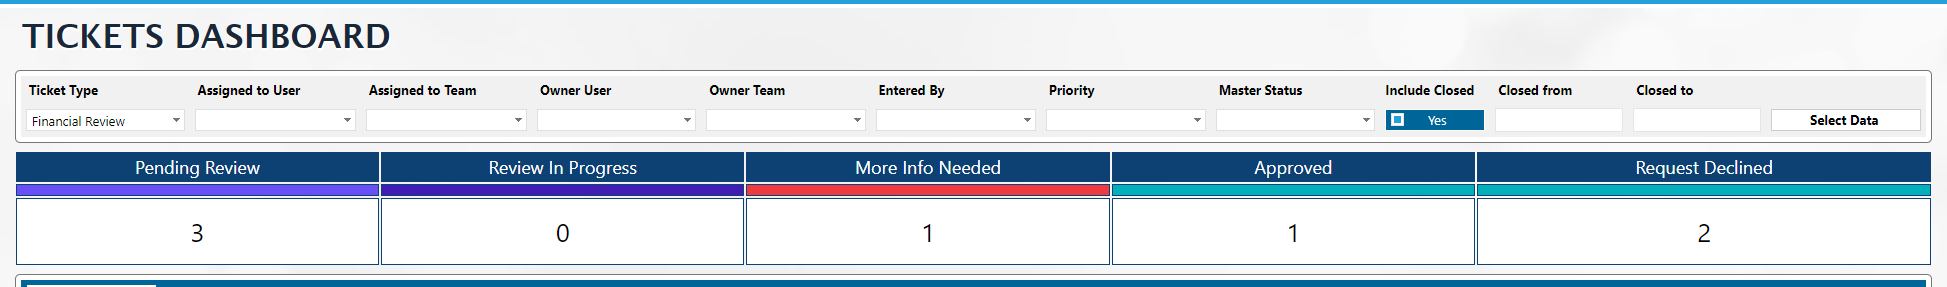 TICKETS DASHBOARD
Ticket Type Assigned to User Assigned to Team Owner User Owner Team Entered By Priority Master Status Include Closed Closed from Closed to
Financial Review Yes Select Data
Pending Review Review In Progress More Info Needed Approved Request Declined
3 0 1 1 2